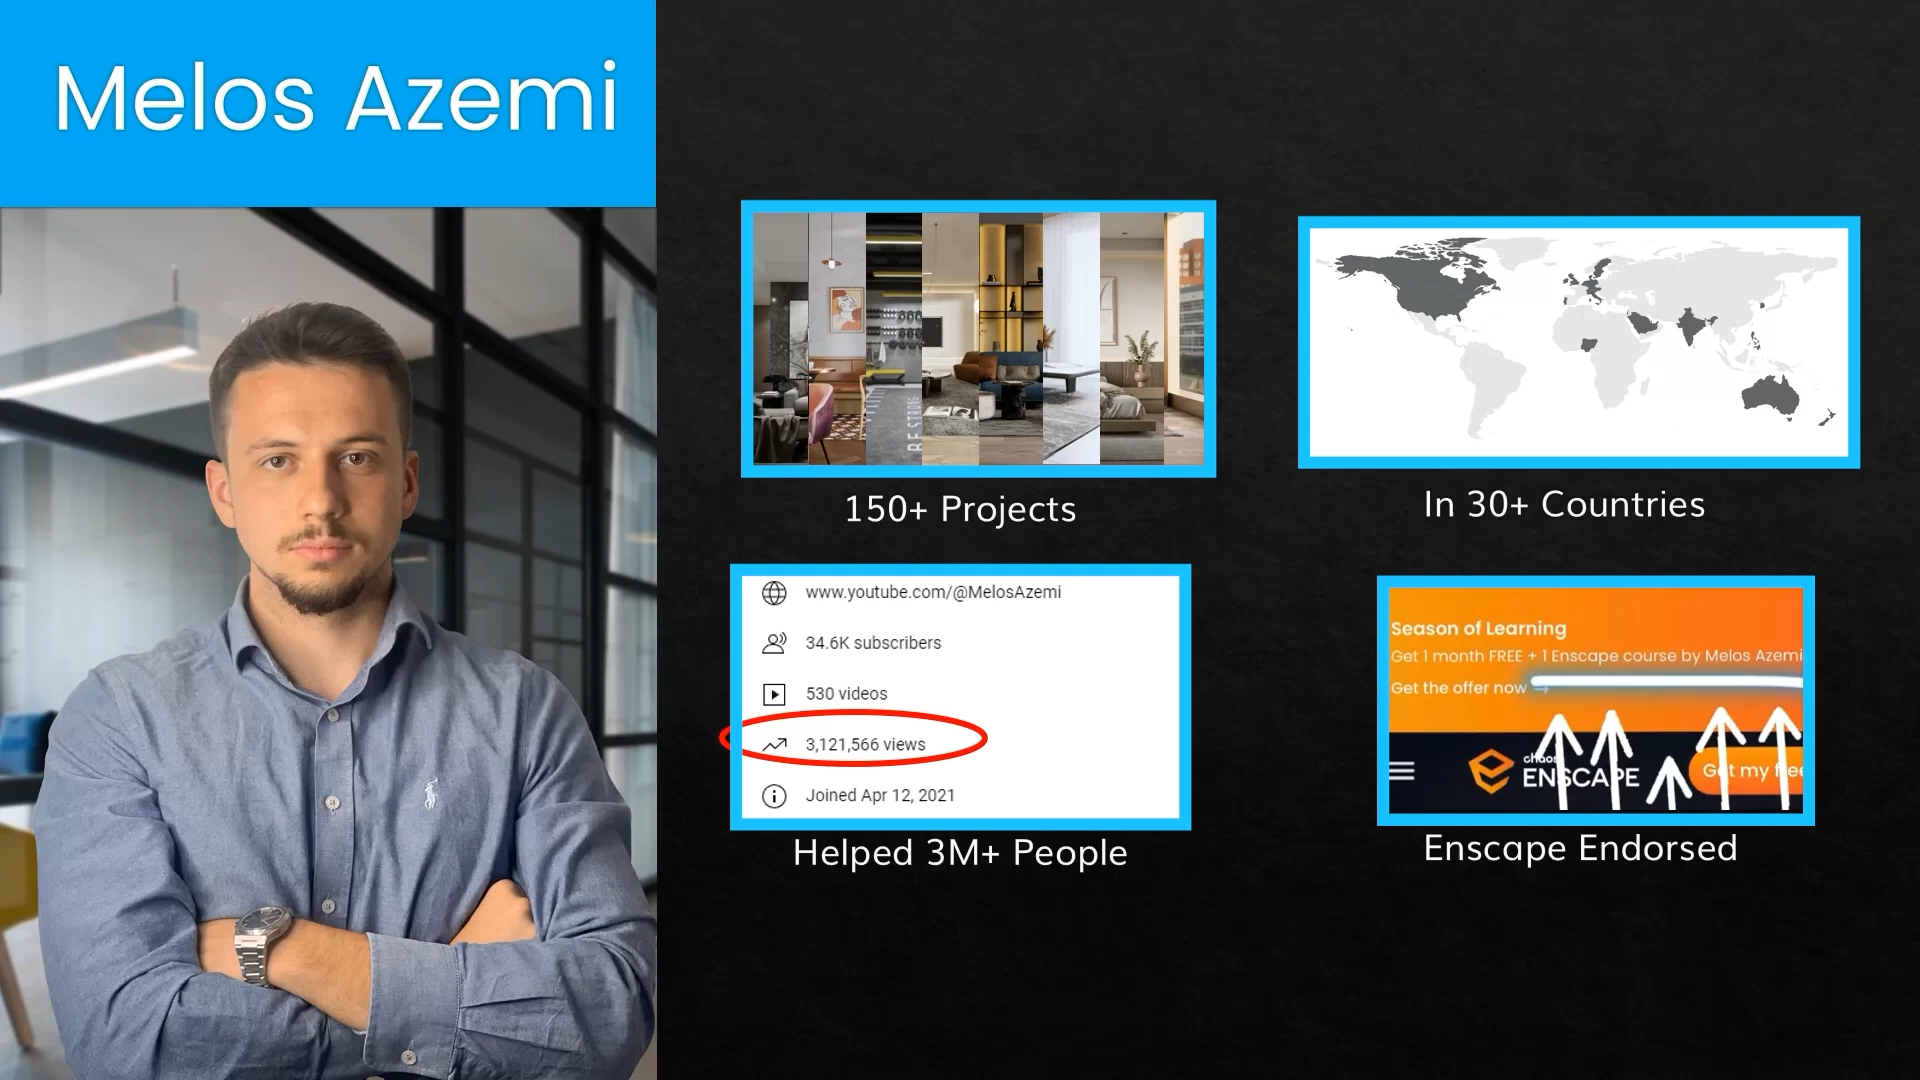 Melos Azemi
150+ Projects
In 30+ Countries
www.youtube.com/@MelosAzemi
34.6K subscribers
530 videos
3,121,566 views
Joined Apr 12, 2021
Helped 3M+ People
Season of Learning
Get 1 month FREE + 1 Enscape course by Melos Azemi
Get the offer now →
chaos
ENSCAPE
Get my free
Enscape Endorsed